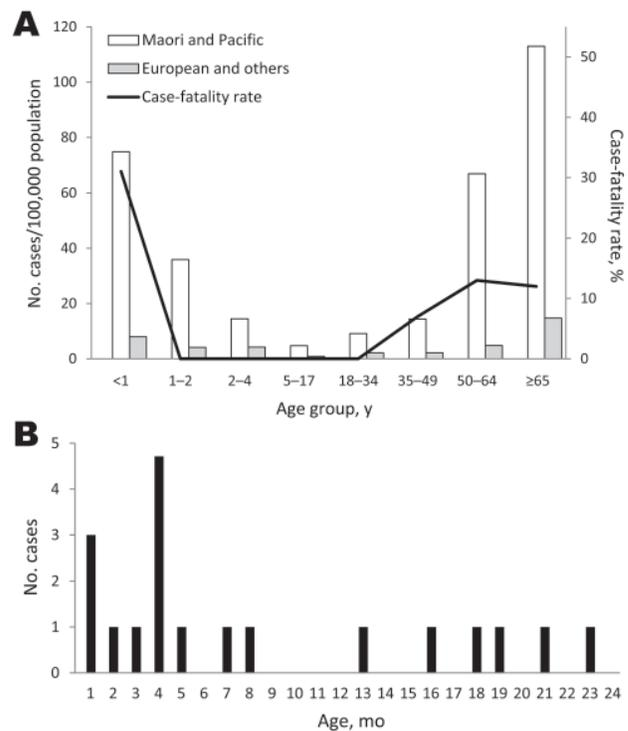 A
120
100
80
60
40
20
0
No. cases/100,000 population
Maori and Pacific
European and others
Case-fatality rate
50
40
30
20
10
0
Case-fatality rate, %
<1 1–2 2–4 5–17 18–34 35–49 50–64 ≥65
Age group, y
B
5
4
3
2
1
0
No. cases
1 2 3 4 5 6 7 8 9 10 11 12 13 14 15 16 17 18 19 20 21 22 23 24
Age, mo